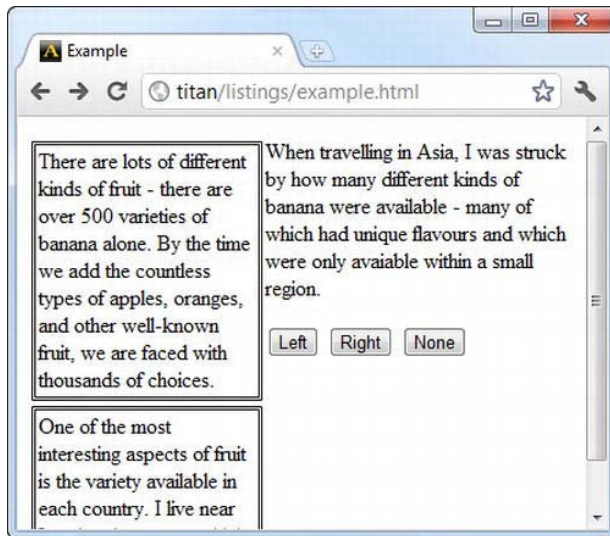 Example
titan/listings/example.html
There are lots of different
kinds of fruit - there are
over 500 varieties of
banana alone. By the time
we add the countless
types of apples, oranges,
and other well-known
fruit, we are faced with
thousands of choices.
One of the most
interesting aspects of fruit
is the variety available in
each country. I live near
When travelling in Asia, I was struck
by how many different kinds of
banana were available - many of
which had unique flavours and which
were only avaiable within a small
region.
Left Right None